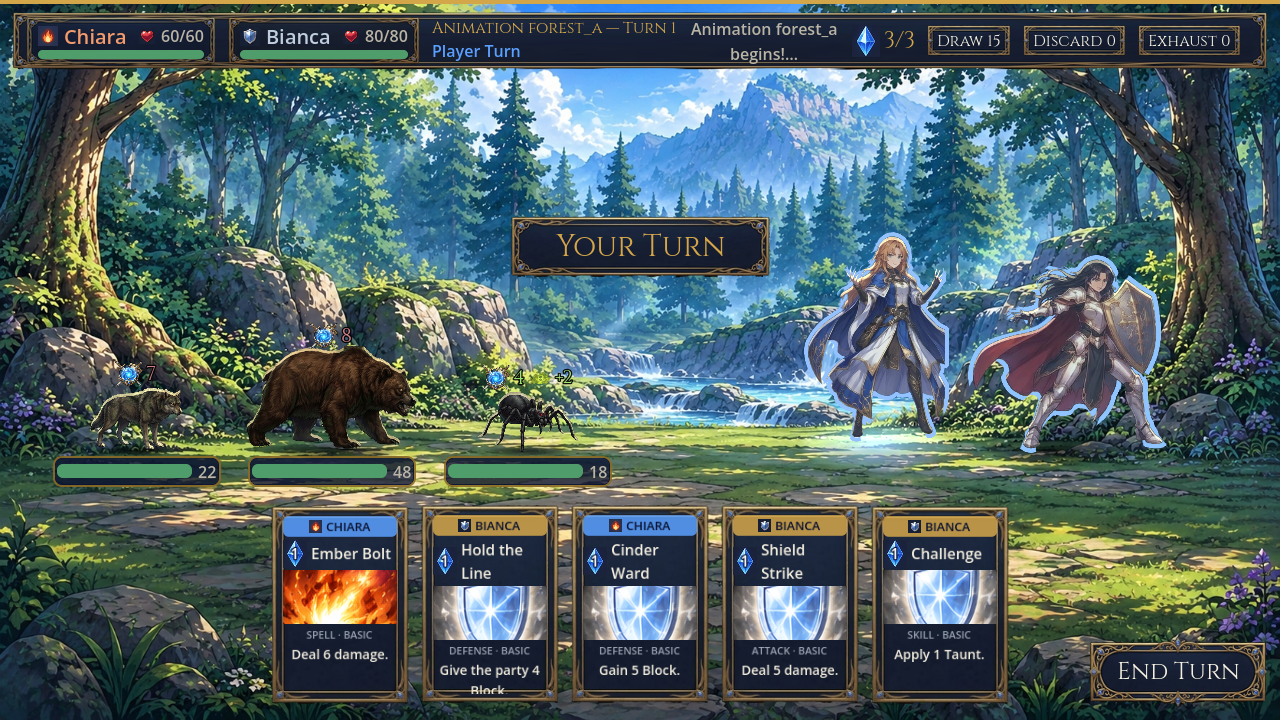 Chiara 60/60
Bianca 80/80
Animation forest_a — Turn 1
Player Turn
Animation forest_a
begins!...
3/3
Draw 15
Discard 0
Exhaust 0
Your Turn
7
8
4 +2
22
48
18
CHIARA
1 Ember Bolt
SPELL · BASIC
Deal 6 damage.
BIANCA
1 Hold the
Line
DEFENSE · BASIC
Give the party 4
Block.
CHIARA
1 Cinder
Ward
DEFENSE · BASIC
Gain 5 Block.
BIANCA
1 Shield
Strike
ATTACK · BASIC
Deal 5 damage.
BIANCA
1 Challenge
SKILL · BASIC
Apply 1 Taunt.
End Turn